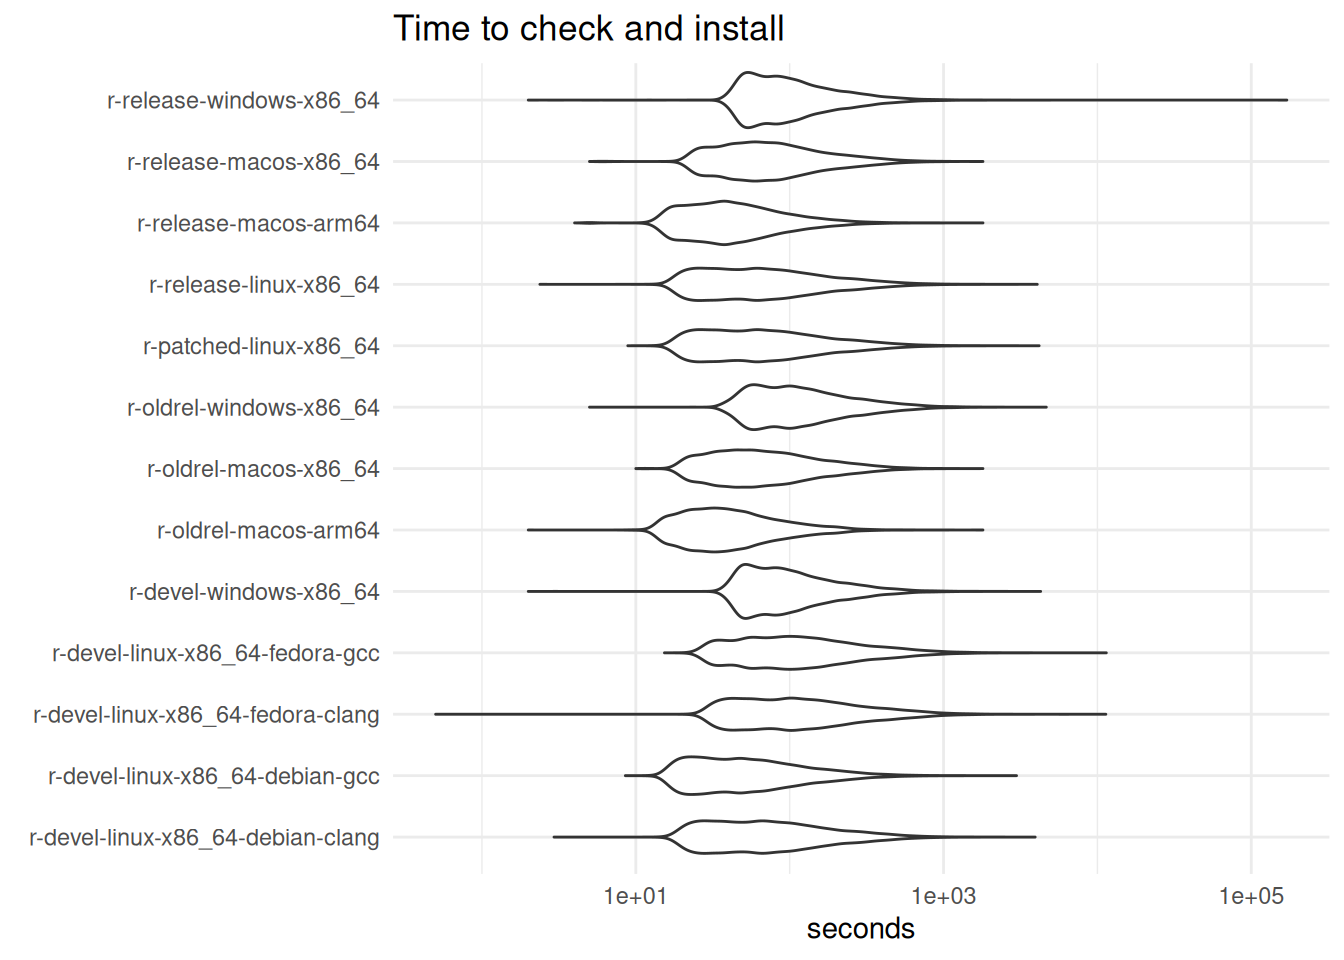 Time to check and install
r-release-windows-x86_64
r-release-macos-x86_64
r-release-macos-arm64
r-release-linux-x86_64
r-patched-linux-x86_64
r-oldrel-windows-x86_64
r-oldrel-macos-x86_64
r-oldrel-macos-arm64
r-devel-windows-x86_64
r-devel-linux-x86_64-fedora-gcc
r-devel-linux-x86_64-fedora-clang
r-devel-linux-x86_64-debian-gcc
r-devel-linux-x86_64-debian-clang
1e+01 1e+03 1e+05
seconds